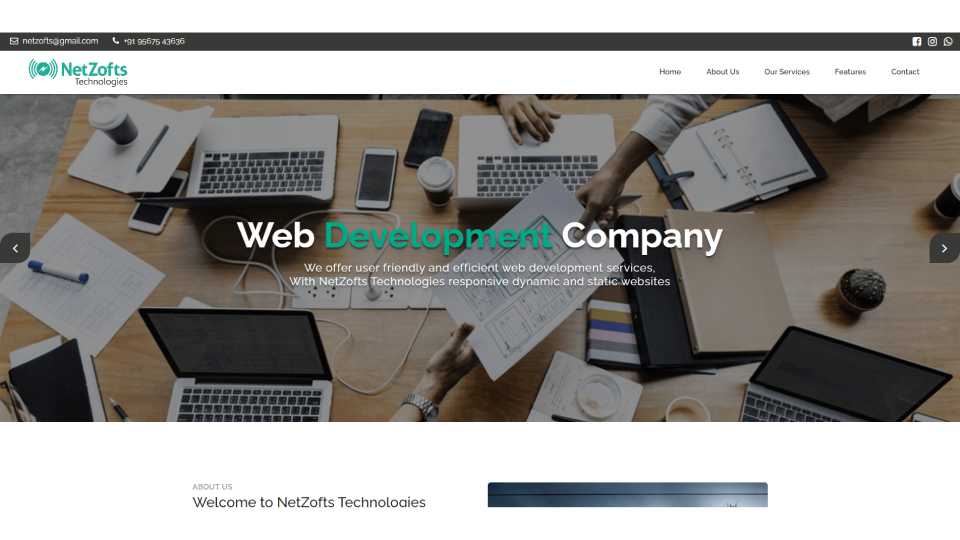 netzofts@gmail.com
+91 95675 43636
NetZofts
Technologies
Home
About Us
Our Services
Features
Contact
Web Development Company
We offer user friendly and efficient web development services,
With NetZofts Technologies responsive dynamic and static websites
ABOUT US
Welcome to NetZofts Technologies